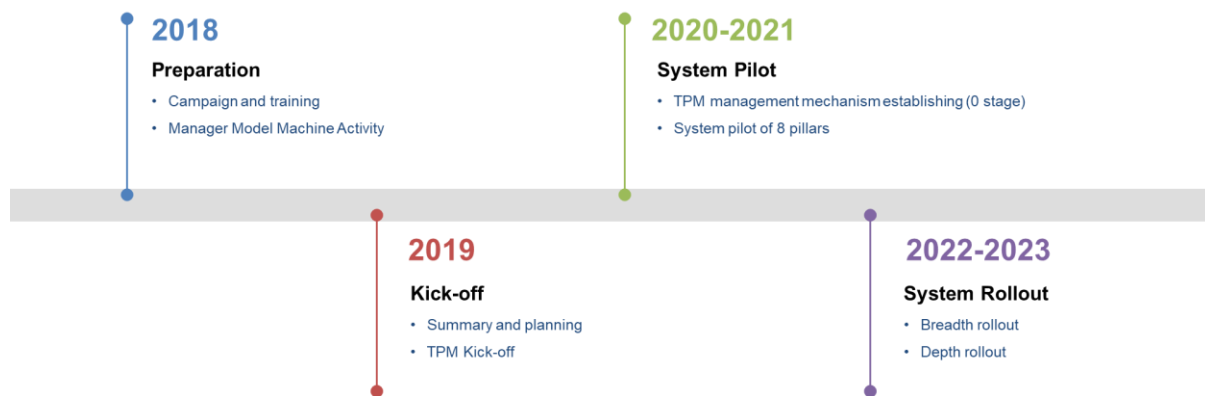 2018
Preparation
• Campaign and training
• Manager Model Machine Activity
2019
Kick-off
• Summary and planning
• TPM Kick-off
2020-2021
System Pilot
• TPM management mechanism establishing (0 stage)
• System pilot of 8 pillars
2022-2023
System Rollout
• Breadth rollout
• Depth rollout